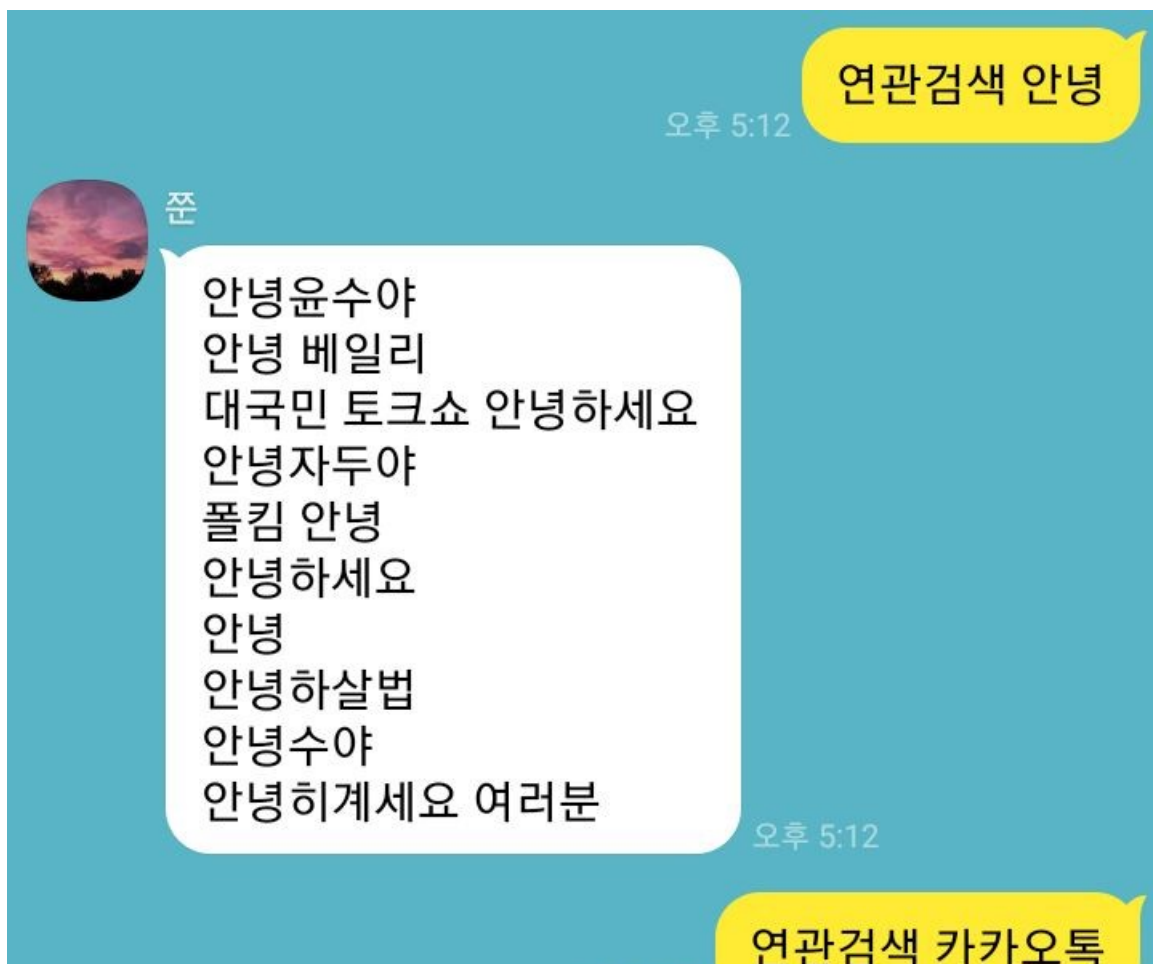 연관검색 안녕
오후 5:12
쭌
안녕윤수야
안녕 베일리
대국민 토크쇼 안녕하세요
안녕자두야
폴킴 안녕
안녕하세요
안녕
안녕하살법
안녕수야
안녕히계세요 여러분
오후 5:12
연관검색 카카오톡